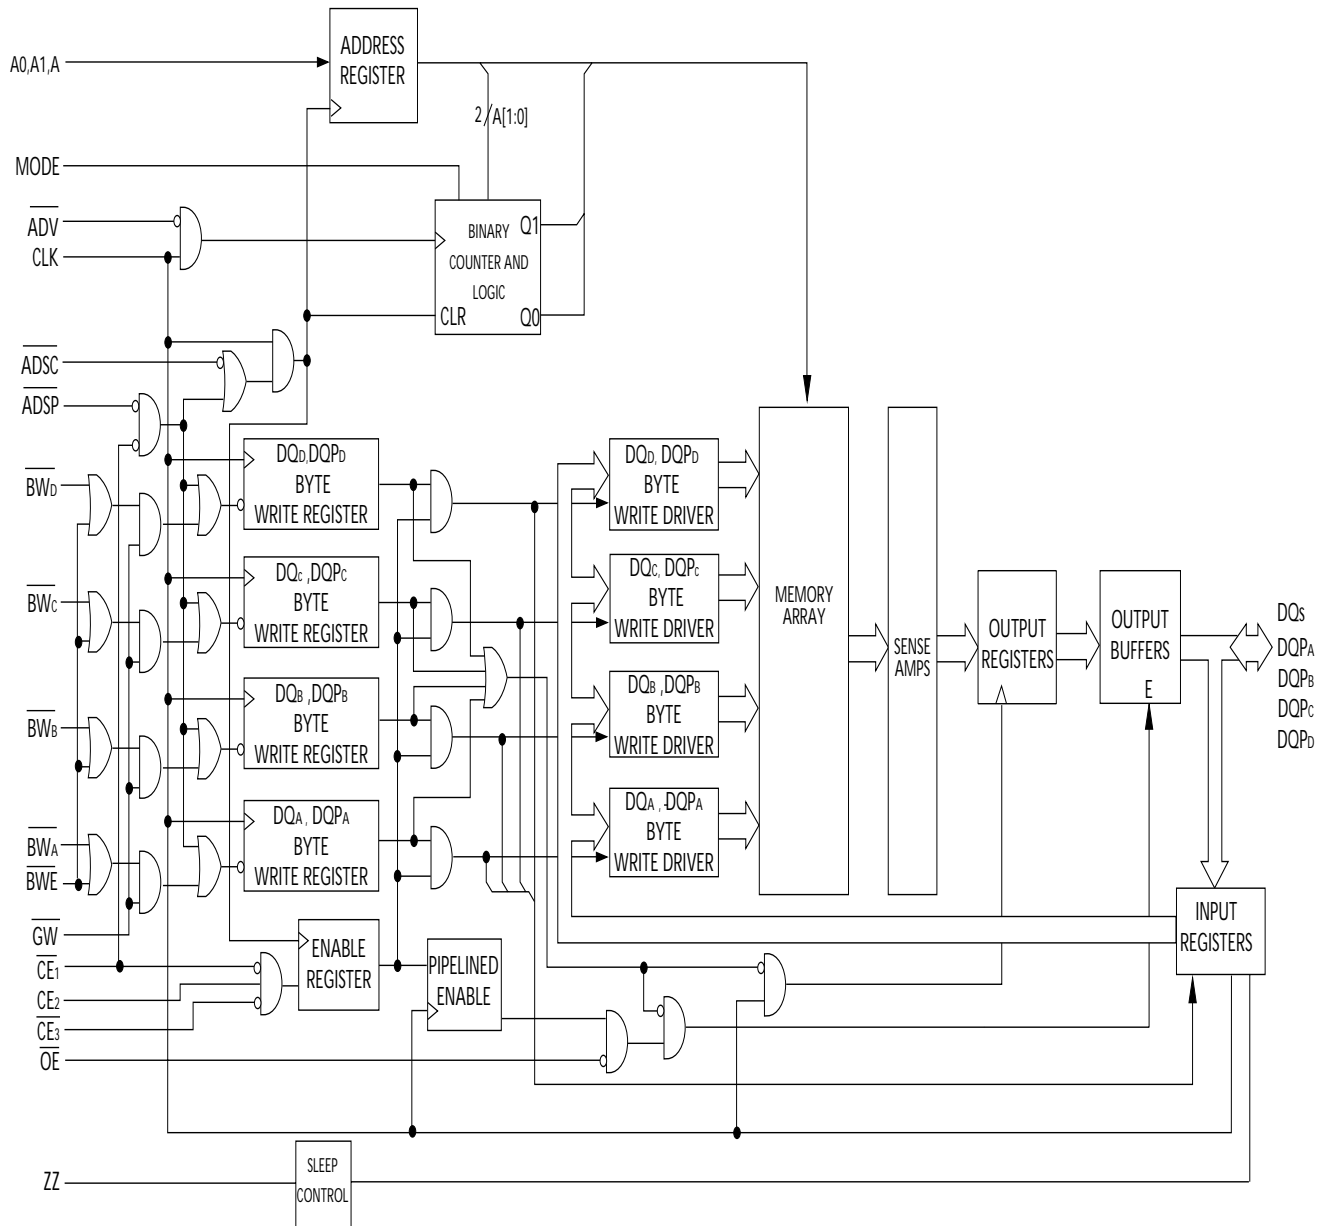 ADDRESS
REGISTER
A0,A1,A
2 A[1:0]
MODE
ADV
CLK
BINARY
COUNTER AND
LOGIC
Q1
CLR
Q0
ADSC
ADSP
BWD
DQD,DQPD
BYTE
WRITE REGISTER
DQD, DQPD
BYTE
WRITE DRIVER
BWC
DQc ,DQPC
BYTE
WRITE REGISTER
DQC, DQPc
BYTE
WRITE DRIVER
MEMORY
ARRAY
SENSE
AMPS
OUTPUT
REGISTERS
OUTPUT
BUFFERS
E
DQs
DQPA
DQPB
DQPC
DQPD
BWB
DQB ,DQPB
BYTE
WRITE REGISTER
DQB ,DQPB
BYTE
WRITE DRIVER
BWA
BWE
DQA , DQPA
BYTE
WRITE REGISTER
DQA , DQPA
BYTE
WRITE DRIVER
GW
CE1
CE2
CE3
OE
ENABLE
REGISTER
PIPELINED
ENABLE
INPUT
REGISTERS
ZZ
SLEEP
CONTROL